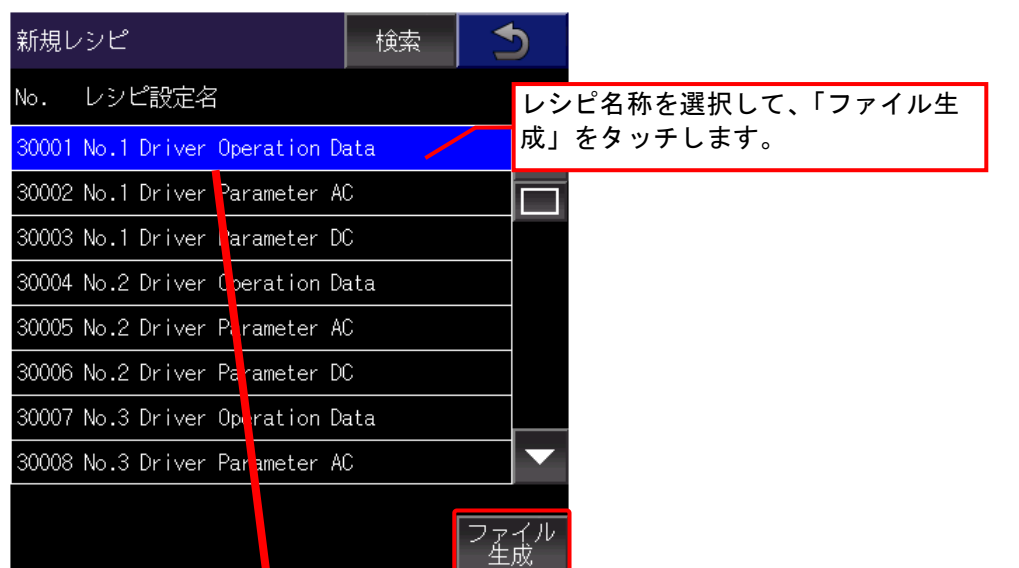 新規レシピ 検索
No. レシピ設定名
レシピ名称を選択して、「ファイル生
成」をタッチします。
30001 No.1 Driver Operation Data
30002 No.1 Driver Parameter AC
30003 No.1 Driver Parameter DC
30004 No.2 Driver Operation Data
30005 No.2 Driver Parameter AC
30006 No.2 Driver Parameter DC
30007 No.3 Driver Operation Data
30008 No.3 Driver Parameter AC
ファイル
生成